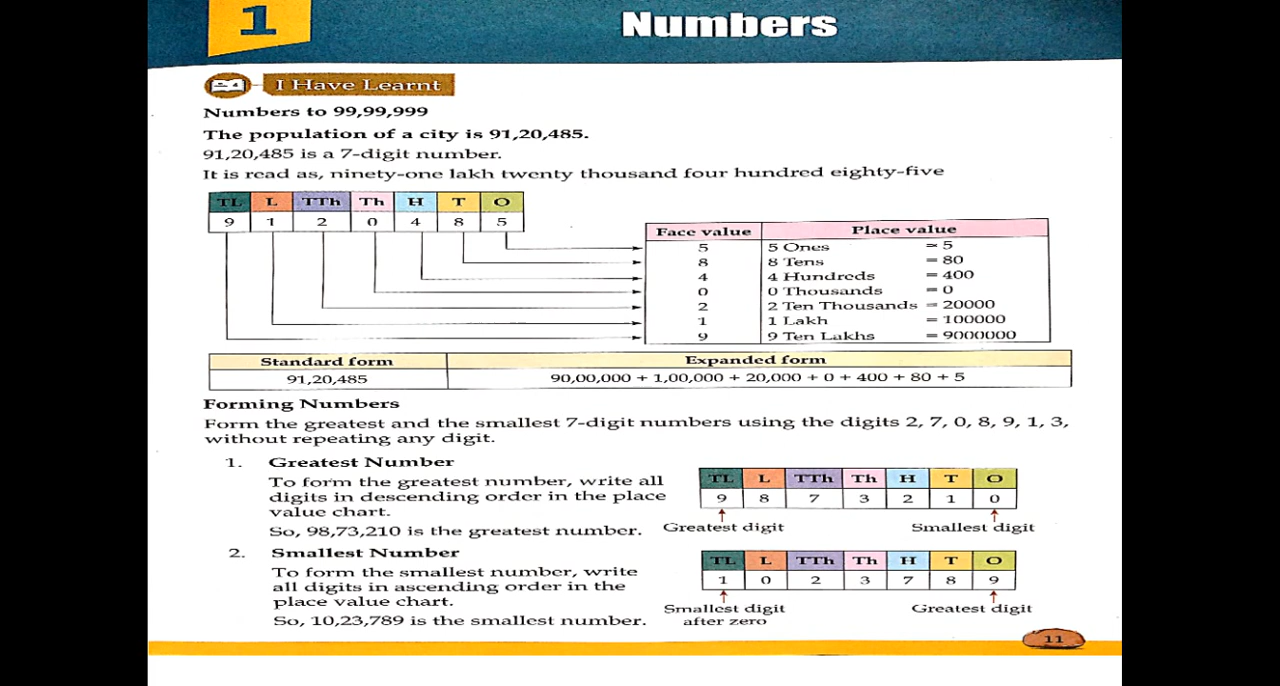 1
Numbers
I Have Learnt
Numbers to 99,99,999
The population of a city is 91,20,485.
91,20,485 is a 7-digit number.
It is read as, ninety-one lakh twenty thousand four hundred eighty-five
TL L TTh Th H T O
9 1 2 0 4 8 5
Face value Place value
5 5 Ones = 5
8 8 Tens = 80
4 4 Hundreds = 400
0 0 Thousands = 0
2 2 Ten Thousands = 20000
1 1 Lakh = 100000
9 9 Ten Lakhs = 9000000
Standard form Expanded form
91,20,485 90,00,000 + 1,00,000 + 20,000 + 0 + 400 + 80 + 5
Forming Numbers
Form the greatest and the smallest 7-digit numbers using the digits 2, 7, 0, 8, 9, 1, 3,
without repeating any digit.
1. Greatest Number
To form the greatest number, write all
digits in descending order in the place
value chart.
So, 98,73,210 is the greatest number.
TL L TTh Th H T O
9 8 7 3 2 1 0
Greatest digit Smallest digit
2. Smallest Number
To form the smallest number, write
all digits in ascending order in the
place value chart.
So, 10,23,789 is the smallest number.
TL L TTh Th H T O
1 0 2 3 7 8 9
Smallest digit Greatest digit
after zero
11